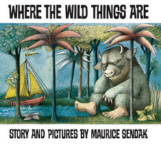 WHERE THE WILD THINGS ARE
STORY AND PICTURES BY MAURICE SENDAK